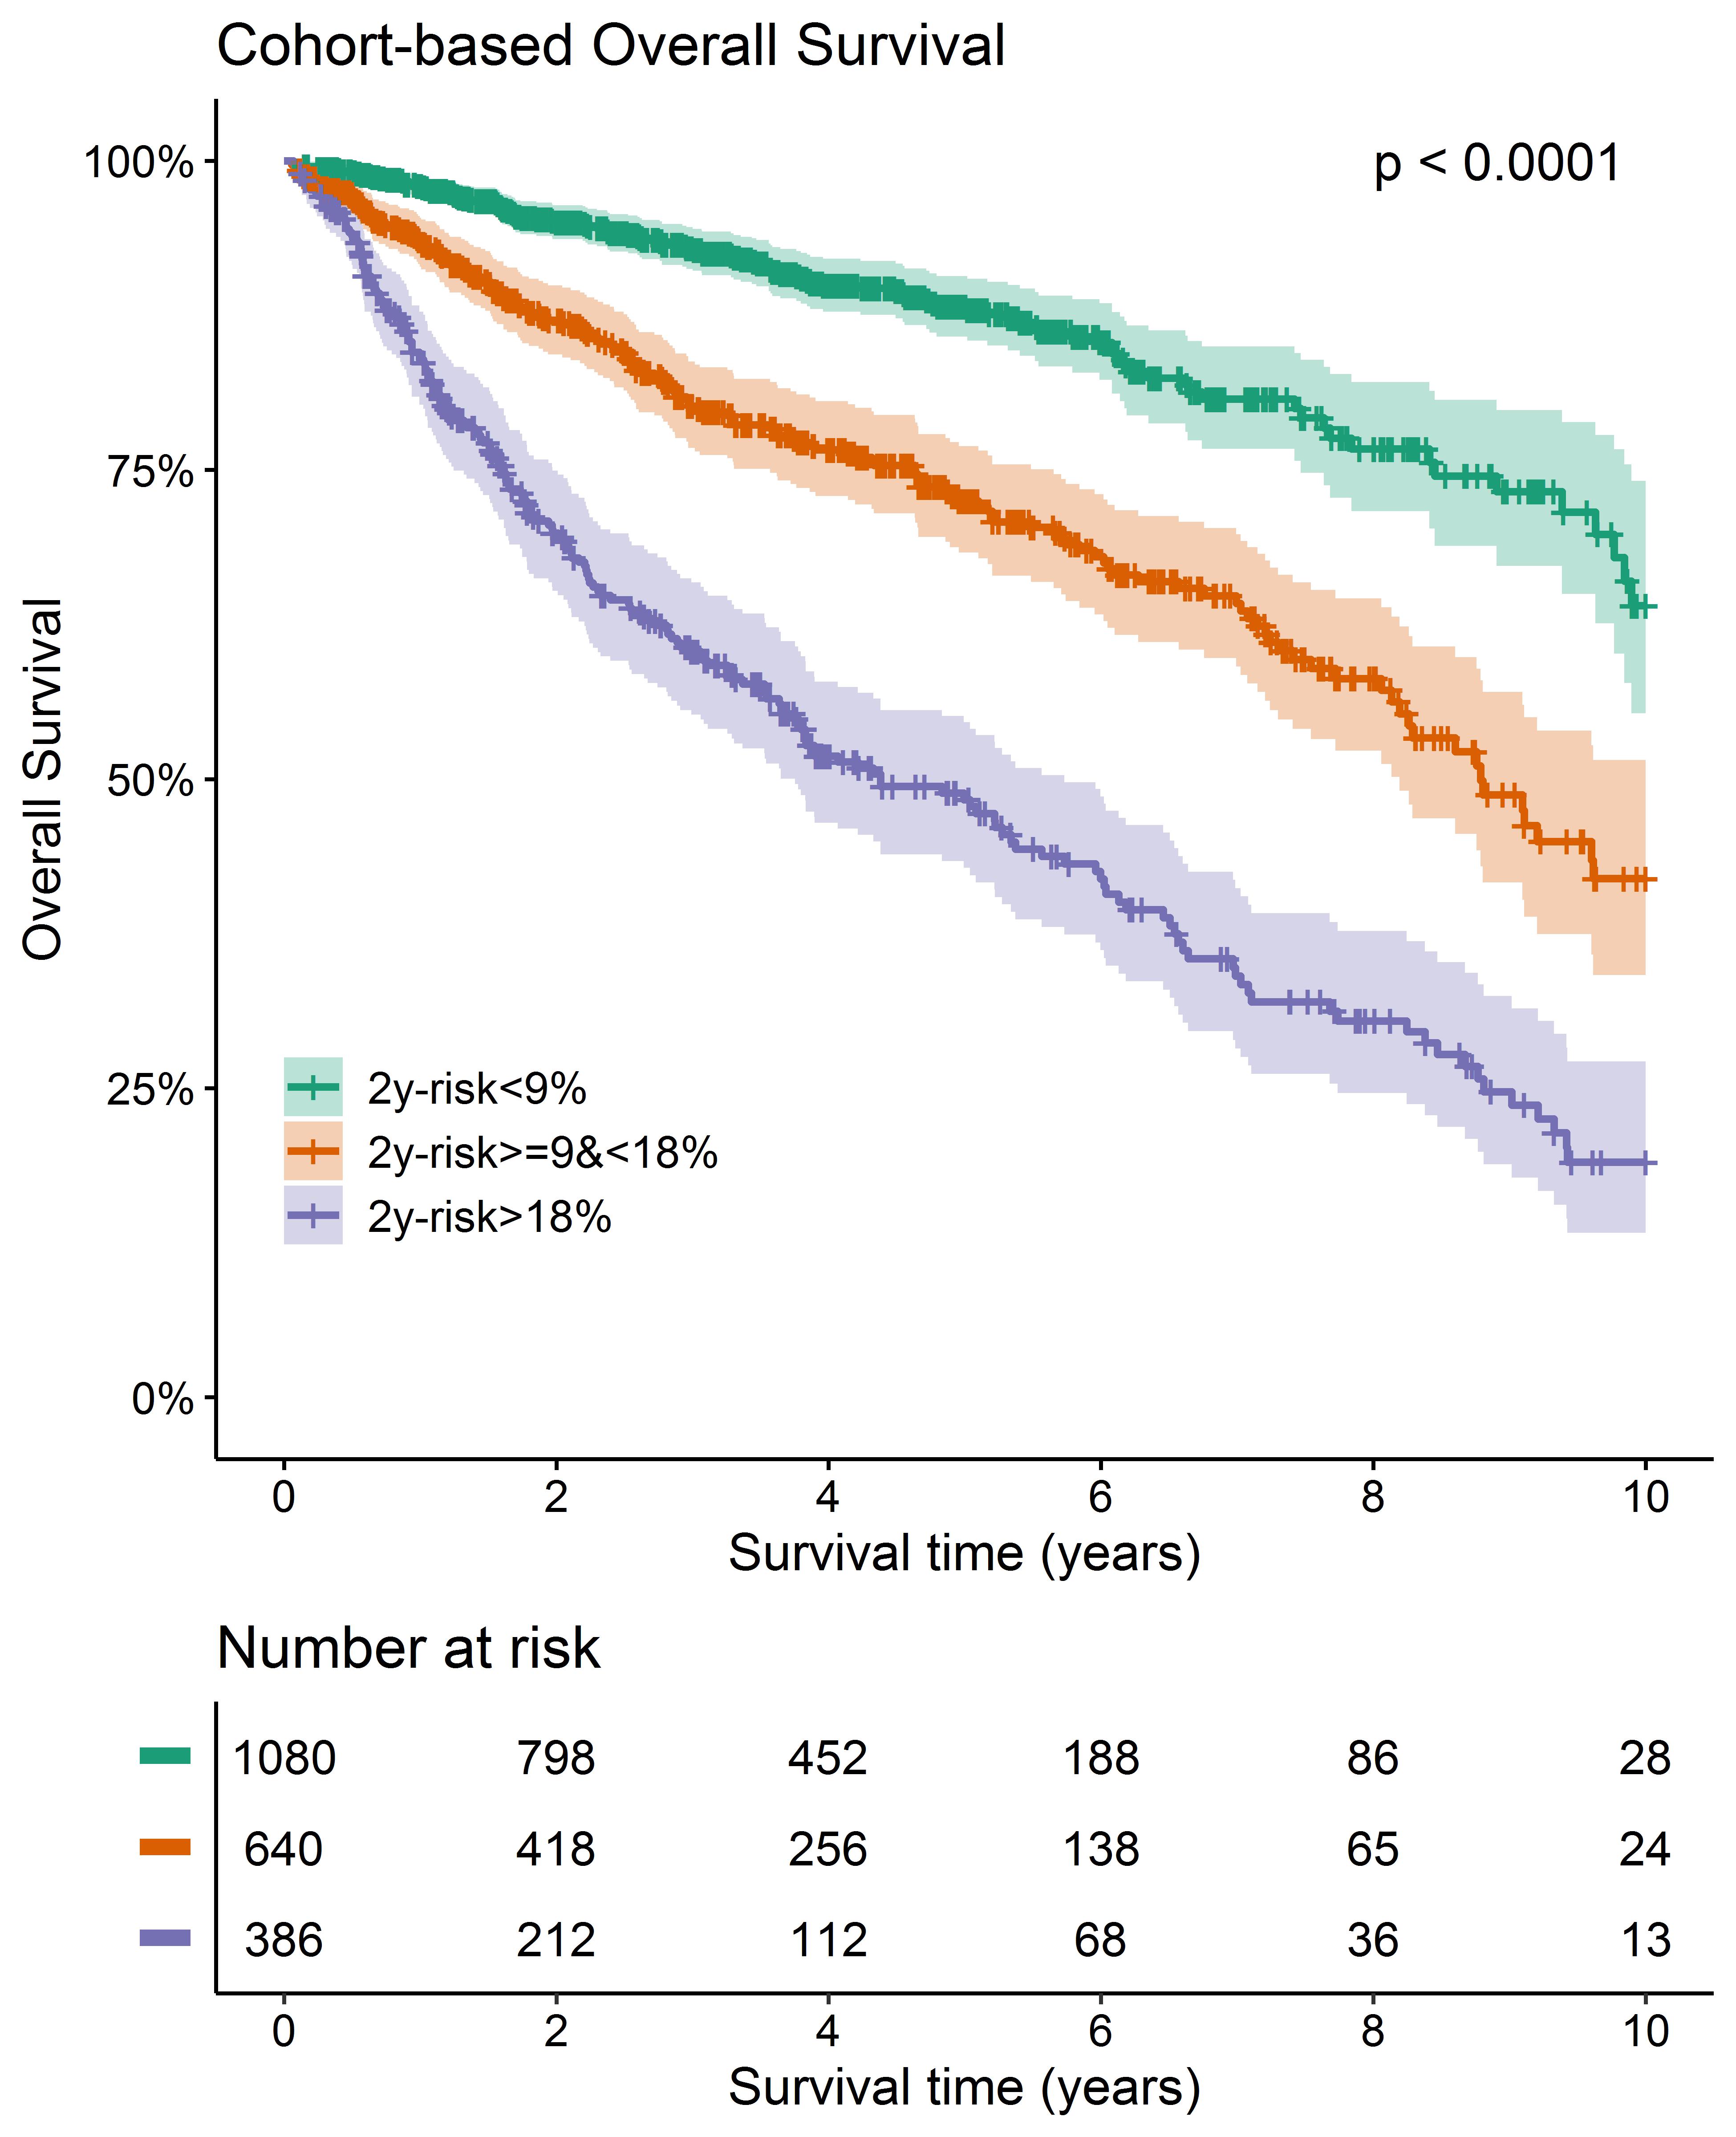 Cohort-based Overall Survival
p < 0.0001
100%
75%
50%
25%
0%
Overall Survival
2y-risk<9%
2y-risk>=9&<18%
2y-risk>18%
0 2 4 6 8 10
Survival time (years)
Number at risk
1080 798 452 188 86 28
640 418 256 138 65 24
386 212 112 68 36 13
0 2 4 6 8 10
Survival time (years)